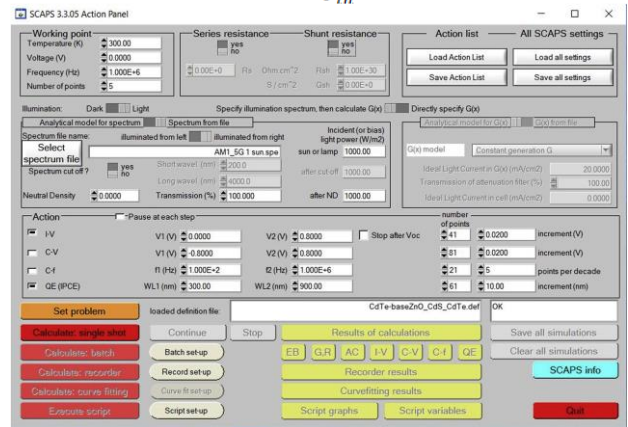 SCAPS 3.3.05 Action Panel
Working point
Temperature (K) 300.00
Voltage (V) 0.0000
Frequency (Hz) 1.000E+6
Number of points 5
Series resistance Shunt resistance
yes yes
no no
0.00E+0 Rs Ohm.cm^2 Rsh 1.00E+30
S / cm^2 Gsh 0.00E+0
Action list All SCAPS settings
Load Action List Load all settings
Save Action List Save all settings
Illumination: Dark Light Specify illumination spectrum, then calculate G(x) Directly specify G(x)
Analytical model for spectrum Spectrum from file
Spectrum file name: illuminated from left illuminated from right
Incident (or bias)
light power (W/m2)
Select
spectrum file
AM1_5G 1 sun.spe sun or lamp 1000.00
Spectrum cut off ? yes
no
Short wavel. (nm) 200.0
Long wavel. (nm) 4000.0
after cut off 1000.00
Neutral Density 0.0000 Transmission (%) 100.000 after ND 1000.00
Analytical model for G(x) G(x) from file
G(x) model Constant generation G
Ideal Light Current in G(x) (mA/cm2) 20.0000
Transmission of attenuation filter (%) 100.00
Ideal Light Current in cell (mA/cm2) 0.0000
Action Pause at each step number
of points
I-V V1 (V) 0.0000 V2 (V) 0.8000 Stop after Voc 41 0.0200 increment (V)
C-V V1 (V) -0.8000 V2 (V) 0.8000 81 0.0200 increment (V)
C-f f1 (Hz) 1.000E+2 f2 (Hz) 1.000E+6 21 5 points per decade
QE (IPCE) WL1 (nm) 300.00 WL2 (nm) 900.00 61 10.00 increment (nm)
Set problem loaded definition file: CdTe-baseZnO_CdS_CdTe.def OK
Calculate: single shot Continue Stop Results of calculations Save all simulations
Calculate: batch Batch set-up EB G,R AC I-V C-V C-f QE Clear all simulations
Calculate: recorder Record set-up Recorder results SCAPS info
Calculate: curve fitting Curve fit set-up Curvefitting results
Execute script Script set-up Script graphs Script variables Quit